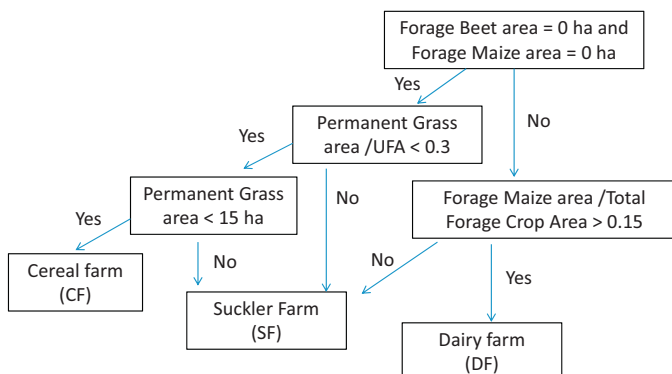 Forage Beet area = 0 ha and
Forage Maize area = 0 ha
Yes
No
Permanent Grass
area /UFA < 0.3
Yes
No
Permanent Grass
area < 15 ha
Forage Maize area /Total
Forage Crop Area > 0.15
Yes
No
No
Yes
Cereal farm
(CF)
Suckler Farm
(SF)
Dairy farm
(DF)